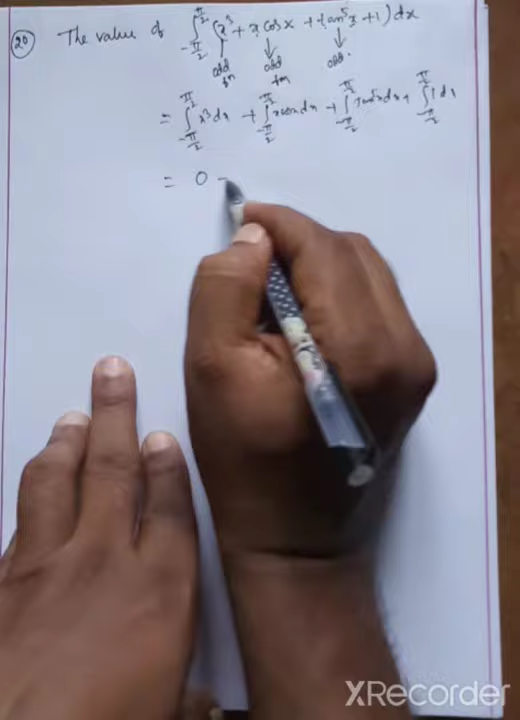 20 The value of ∫_{-π/2}^{π/2} (x³ + x cos x + tan⁵x + 1) dx
odd fn odd fn odd.
= ∫_{-π/2}^{π/2} x³ dx + ∫_{-π/2}^{π/2} x cos x dx + ∫_{-π/2}^{π/2} tan⁵x dx + ∫_{-π/2}^{π/2} 1 dx
= 0
XRecorder